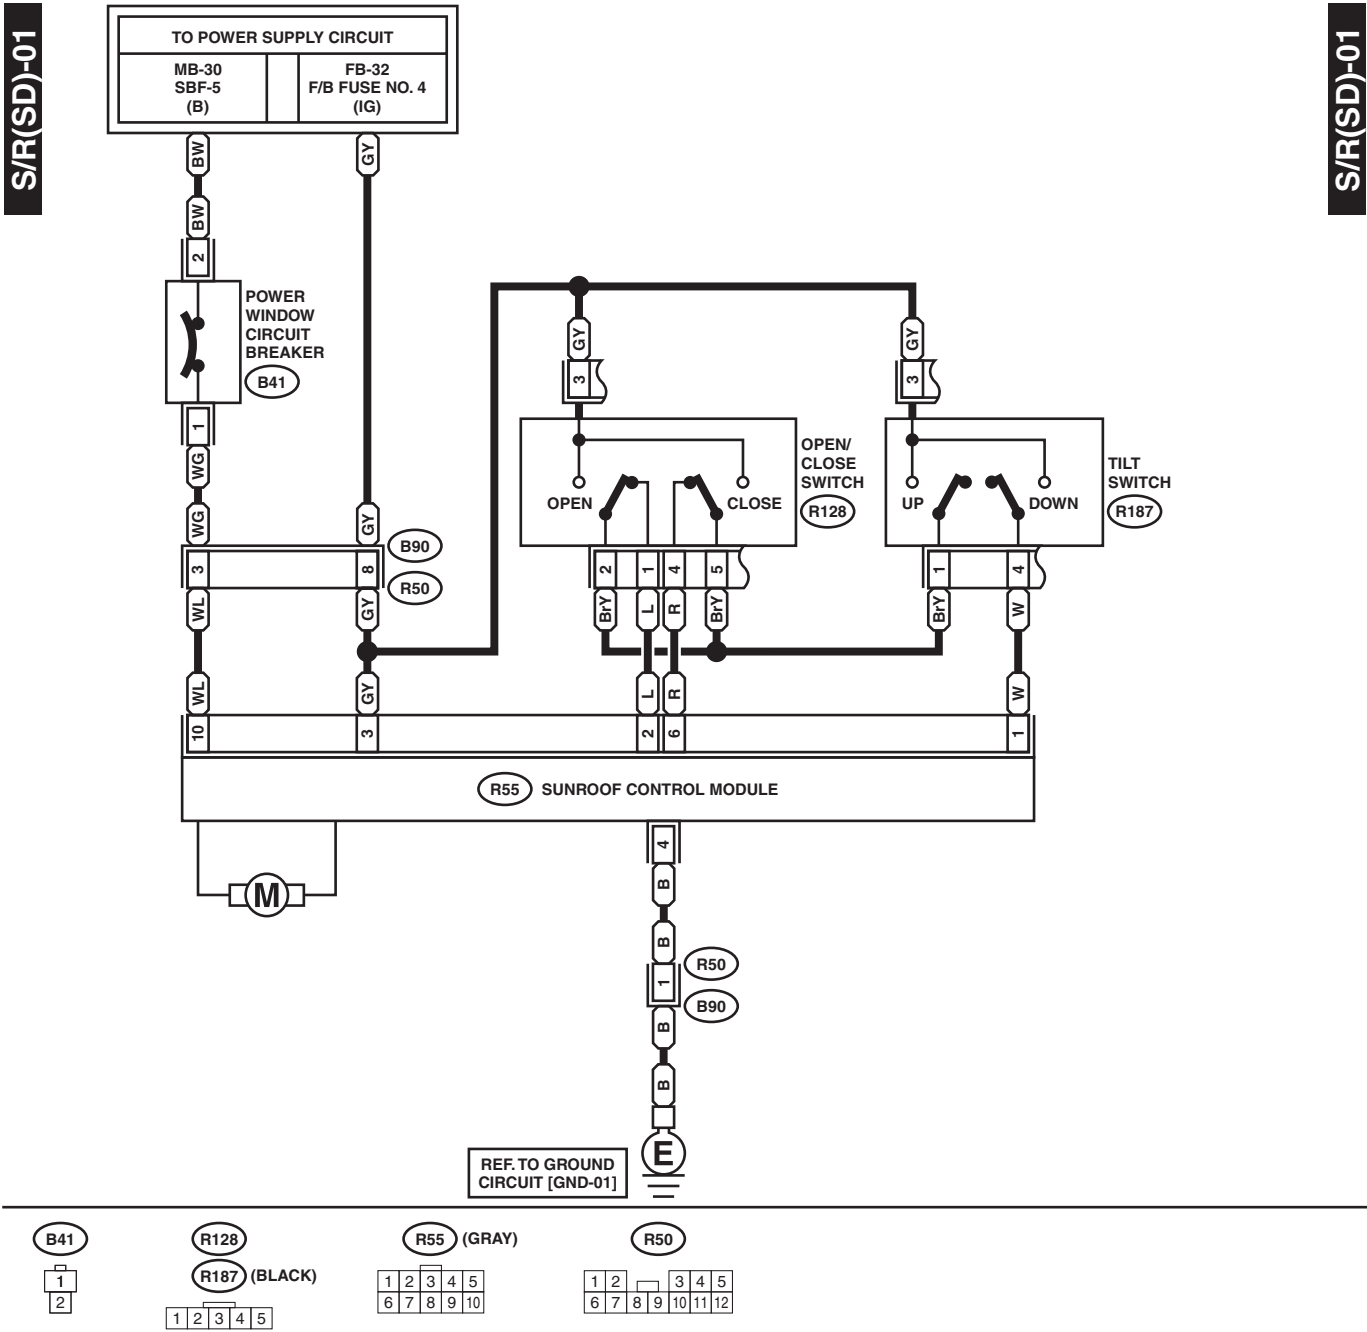 S/R(SD)-01
S/R(SD)-01
TO POWER SUPPLY CIRCUIT
MB-30
SBF-5
(B)
FB-32
F/B FUSE NO. 4
(IG)
BW
GY
BW
2
POWER
WINDOW
CIRCUIT
BREAKER
B41
1
WG
WG
GY
B90
3
8
R50
WL
GY
WL
GY
GY
GY
3
3
OPEN
CLOSE
OPEN/
CLOSE
SWITCH
R128
UP
DOWN
TILT
SWITCH
R187
2
1
4
5
1
4
BrY
L
R
BrY
BrY
W
L
R
W
10
3
2
6
1
R55
SUNROOF CONTROL MODULE
M
4
B
B
R50
1
B90
B
B
E
REF. TO GROUND
CIRCUIT [GND-01]
B41
1
2
R128
R187 (BLACK)
1 2 3 4 5
R55 (GRAY)
1 2 3 4 5
6 7 8 9 10
R50
1 2 3 4 5
6 7 8 9 10 11 12